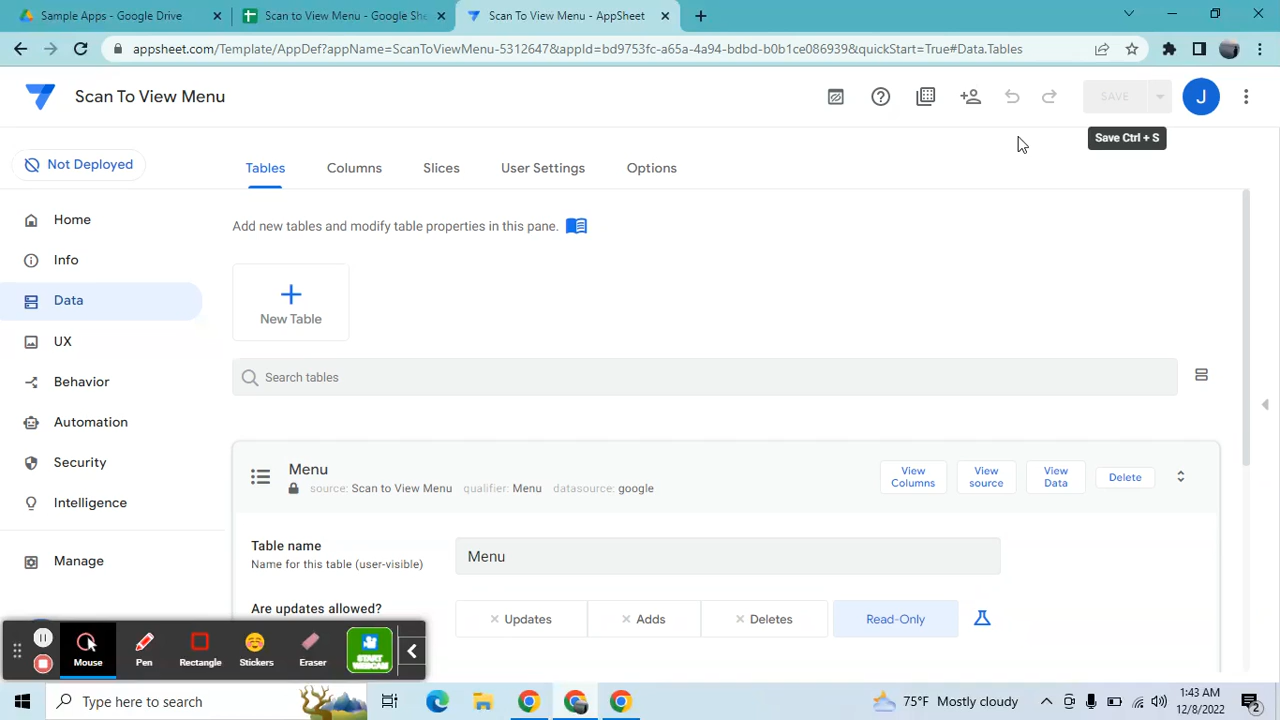 Sample Apps - Google Drive
Scan to view Menu - Google She
Scan To View Menu - AppSheet
appsheet.com/Template/AppDef?appName=ScanToViewMenu-5312647&appId=bd9753fc-a65a-4a94-bdbd-b0b1ce086939&quickStart=True#Data.Tables
Scan To View Menu
SAVE
J
Save Ctrl + S
Not Deployed
Tables
Columns
Slices
User Settings
Options
Home
Info
Data
UX
Behavior
Automation
Security
Intelligence
Manage
Add new tables and modify table properties in this pane.
New Table
Search tables
Menu
source: Scan to View Menu qualifier: Menu datasource: google
View Columns
View source
View Data
Delete
Table name
Name for this table (user-visible)
Menu
Are updates allowed?
Updates
Adds
Deletes
Read-Only
Mouse
Pen
Rectangle
Stickers
Eraser
START WEBCAM
Type here to search
75°F Mostly cloudy
1:43 AM
12/8/2022
2